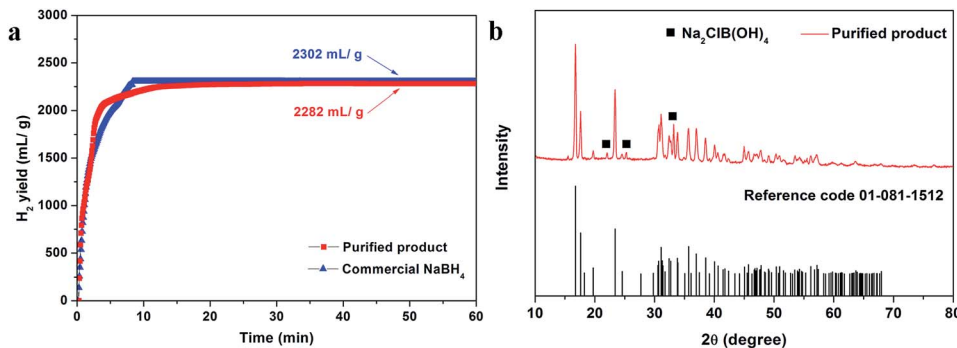 a
H₂ yield (mL/ g)
3000
2500
2000
1500
1000
500
0
2302 mL/ g
2282 mL/ g
Purified product
Commercial NaBH₄
0 10 20 30 40 50 60
Time (min)
b
Intensity
Na₂ClB(OH)₄
Purified product
Reference code 01-081-1512
10 20 30 40 50 60 70 80
2θ (degree)